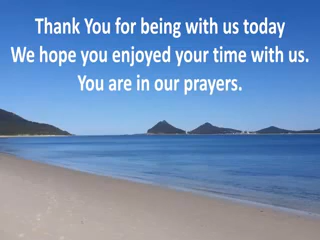 Thank You for being with us today
We hope you enjoyed your time with us.
You are in our prayers.